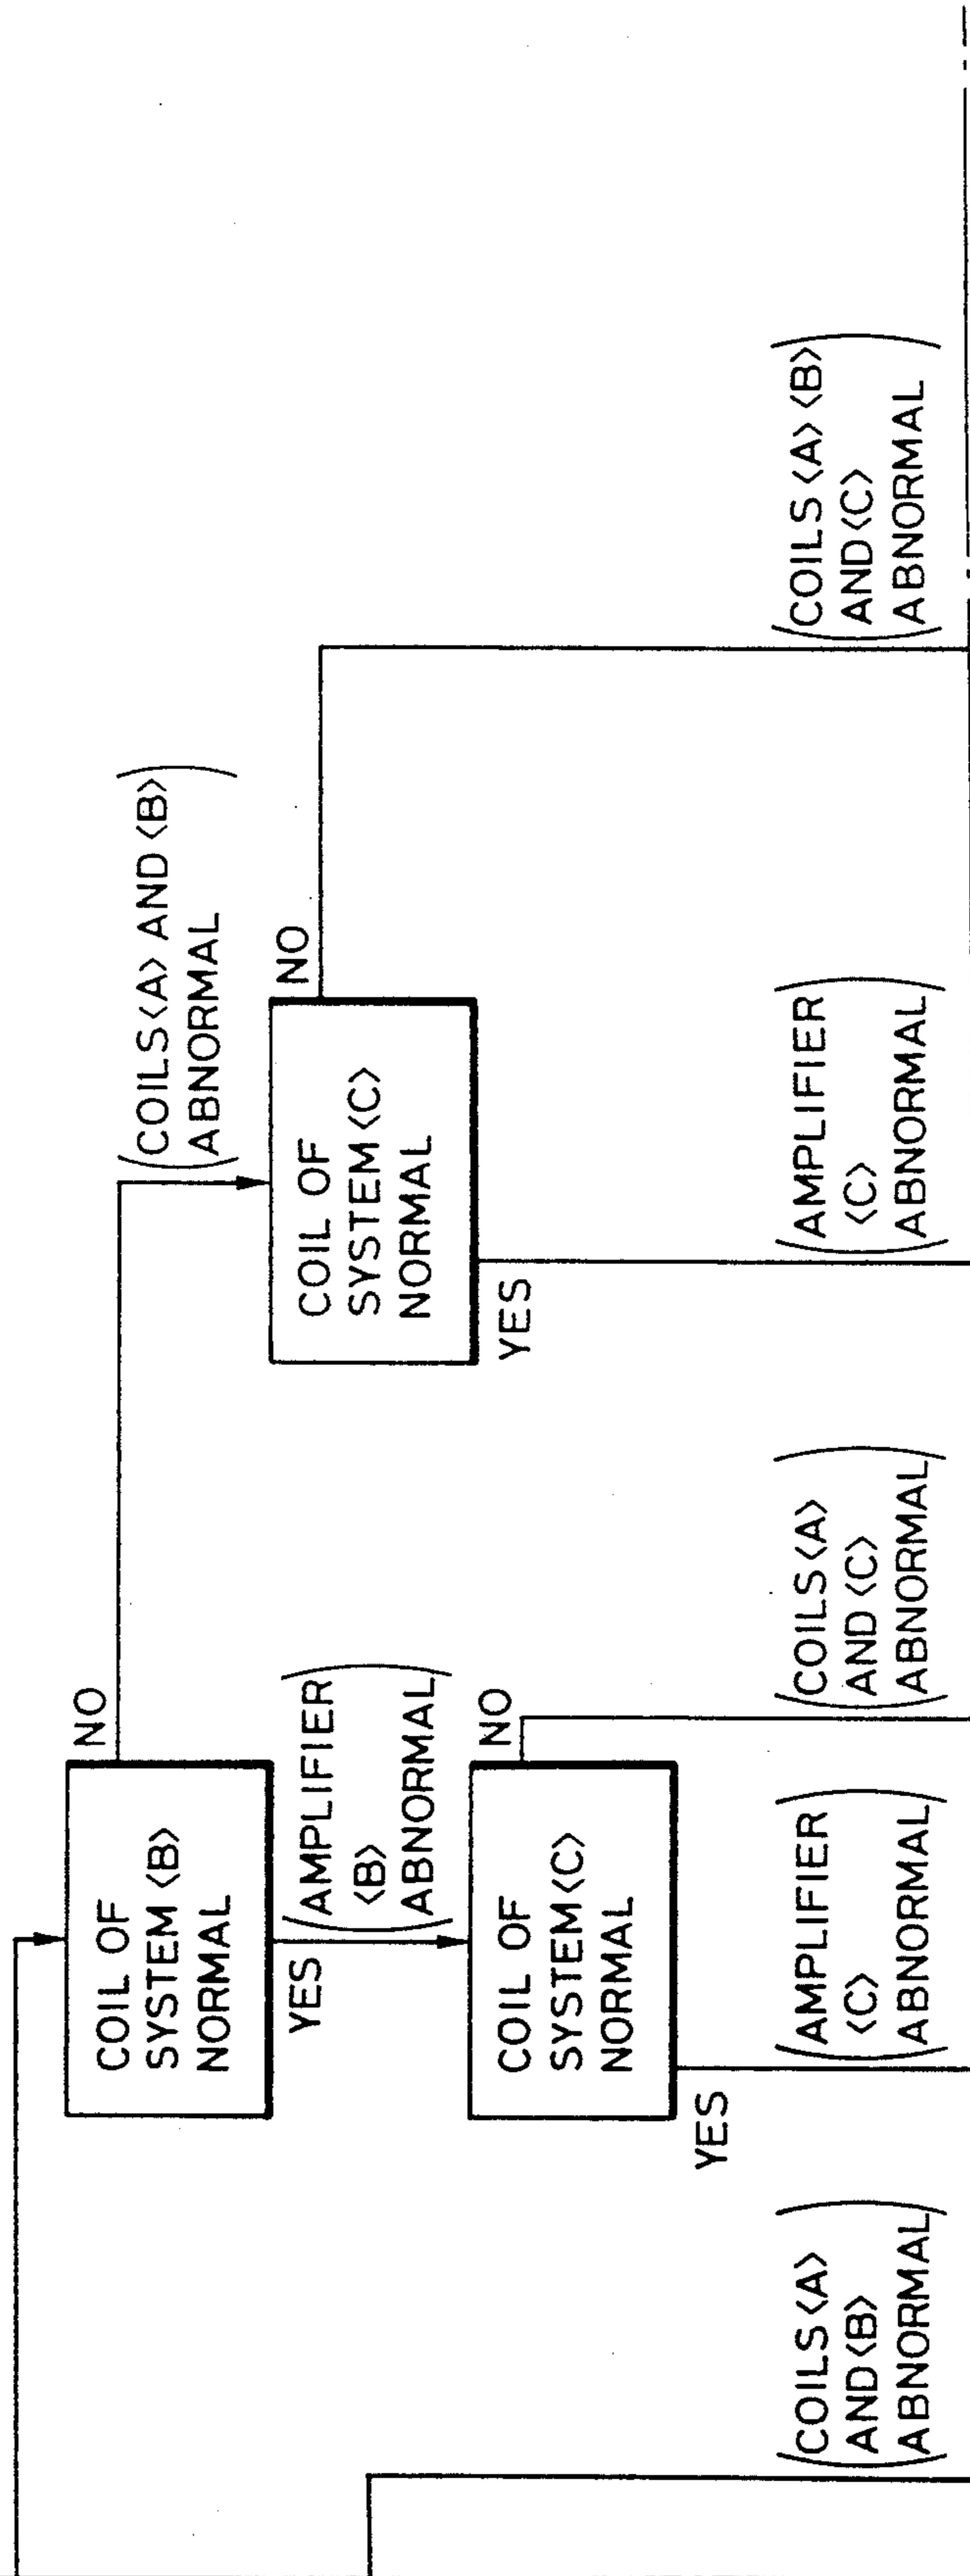 COIL OF
SYSTEM <B>
NORMAL
NO
(COILS <A> AND <B>
ABNORMAL)
YES
(AMPLIFIER
<B>
ABNORMAL)
COIL OF
SYSTEM <C>
NORMAL
NO
YES
COIL OF
SYSTEM <C>
NORMAL
NO
YES
(COILS <A>
AND <B>
ABNORMAL)
(AMPLIFIER
<C>
ABNORMAL)
(COILS <A>
AND <C>
ABNORMAL)
(AMPLIFIER
<C>
ABNORMAL)
(COILS <A> <B>
AND <C>
ABNORMAL)